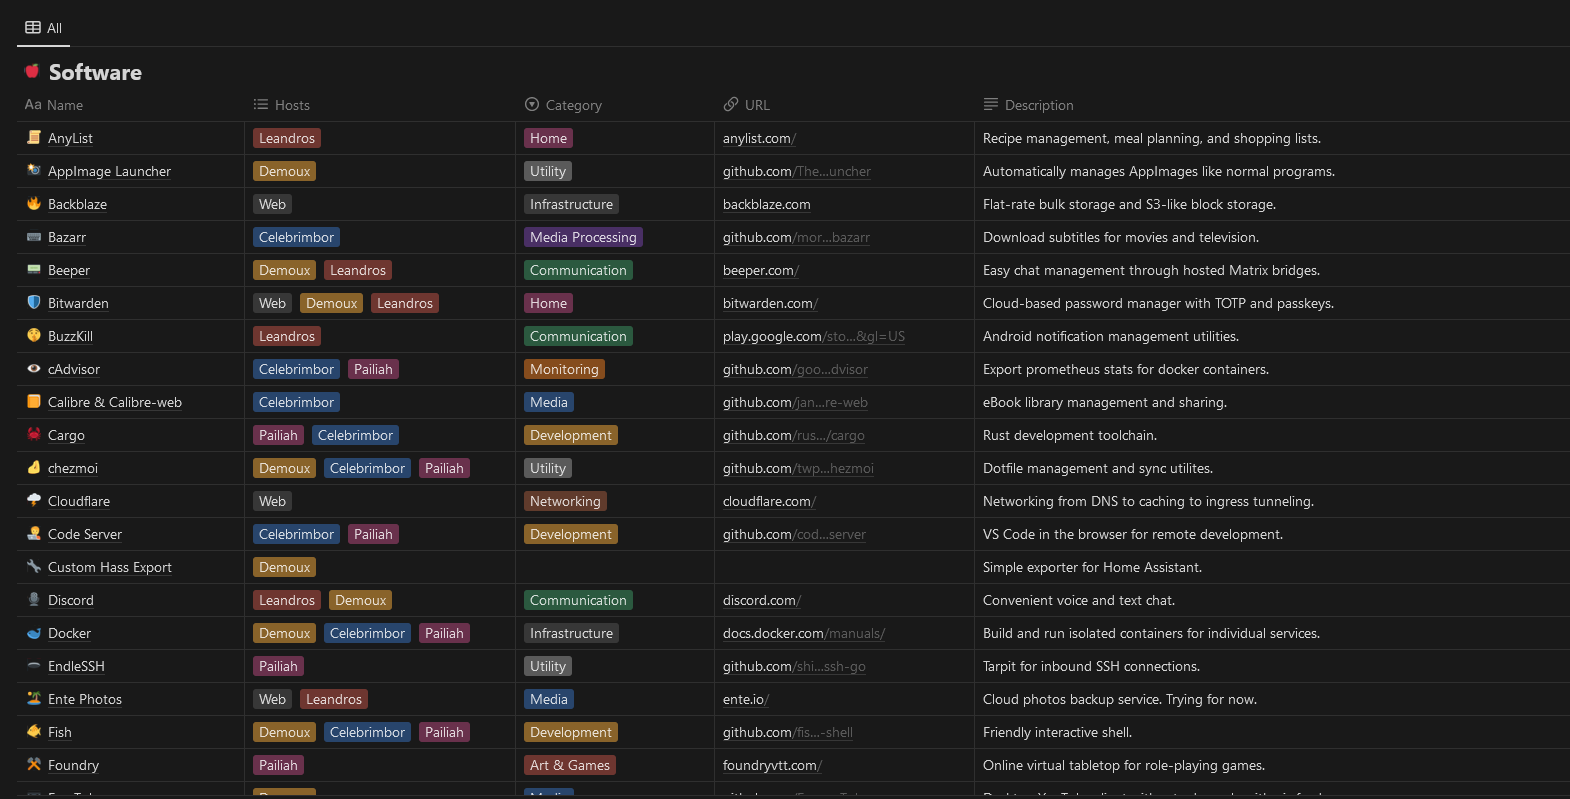 All
Software
Aa Name Hosts Category URL Description
AnyList Leandros Home anylist.com/ Recipe management, meal planning, and shopping lists.
AppImage Launcher Demoux Utility github.com/The...uncher Automatically manages AppImages like normal programs.
Backblaze Web Infrastructure backblaze.com Flat-rate bulk storage and S3-like block storage.
Bazarr Celebrimbor Media Processing github.com/mor...bazarr Download subtitles for movies and television.
Beeper Demoux Leandros Communication beeper.com/ Easy chat management through hosted Matrix bridges.
Bitwarden Web Demoux Leandros Home bitwarden.com/ Cloud-based password manager with TOTP and passkeys.
BuzzKill Leandros Communication play.google.com/sto...&gl=US Android notification management utilities.
cAdvisor Celebrimbor Pailiah Monitoring github.com/goo...dvisor Export prometheus stats for docker containers.
Calibre & Calibre-web Celebrimbor Media github.com/jan...re-web eBook library management and sharing.
Cargo Pailiah Celebrimbor Development github.com/rus.../cargo Rust development toolchain.
chezmoi Demoux Celebrimbor Pailiah Utility github.com/twp...hezmoi Dotfile management and sync utilites.
Cloudflare Web Networking cloudflare.com/ Networking from DNS to caching to ingress tunneling.
Code Server Celebrimbor Pailiah Development github.com/cod...server VS Code in the browser for remote development.
Custom Hass Export Demoux Simple exporter for Home Assistant.
Discord Leandros Demoux Communication discord.com/ Convenient voice and text chat.
Docker Demoux Celebrimbor Pailiah Infrastructure docs.docker.com/manuals/ Build and run isolated containers for individual services.
EndleSSH Pailiah Utility github.com/shi...ssh-go Tarpit for inbound SSH connections.
Ente Photos Web Leandros Media ente.io/ Cloud photos backup service. Trying for now.
Fish Demoux Celebrimbor Pailiah Development github.com/fis...-shell Friendly interactive shell.
Foundry Pailiah Art & Games foundryvtt.com/ Online virtual tabletop for role-playing games.